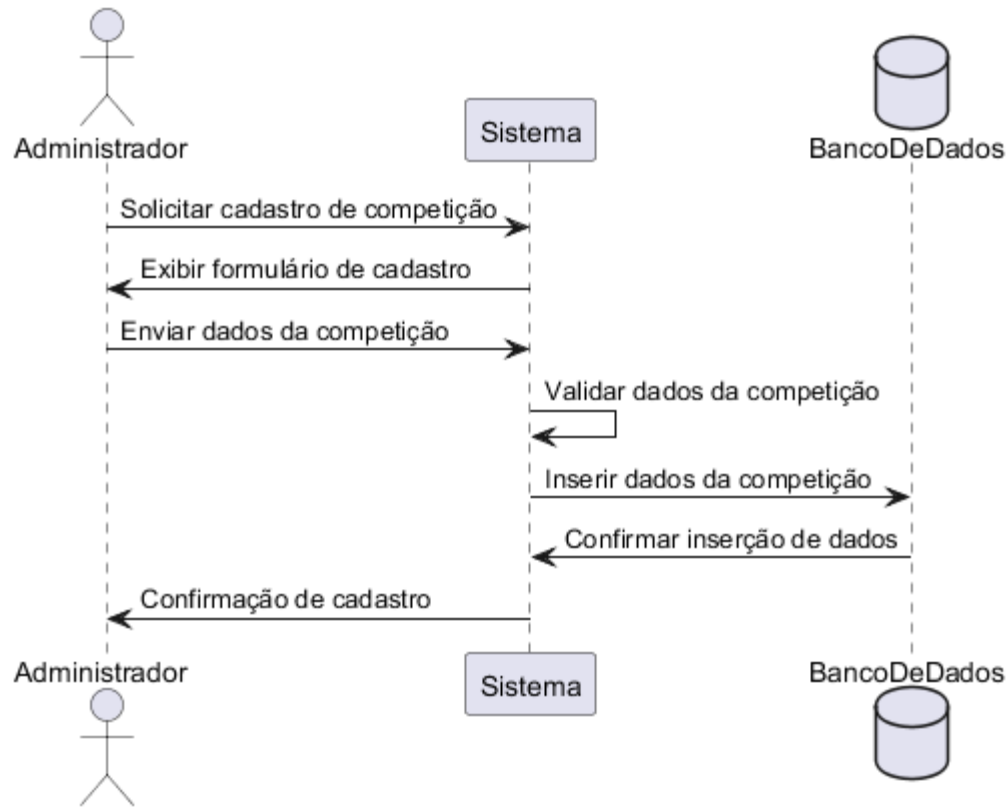 Administrador
Sistema
BancoDeDados
Solicitar cadastro de competição
Exibir formulário de cadastro
Enviar dados da competição
Validar dados da competição
Inserir dados da competição
Confirmar inserção de dados
Confirmação de cadastro
Administrador
Sistema
BancoDeDados